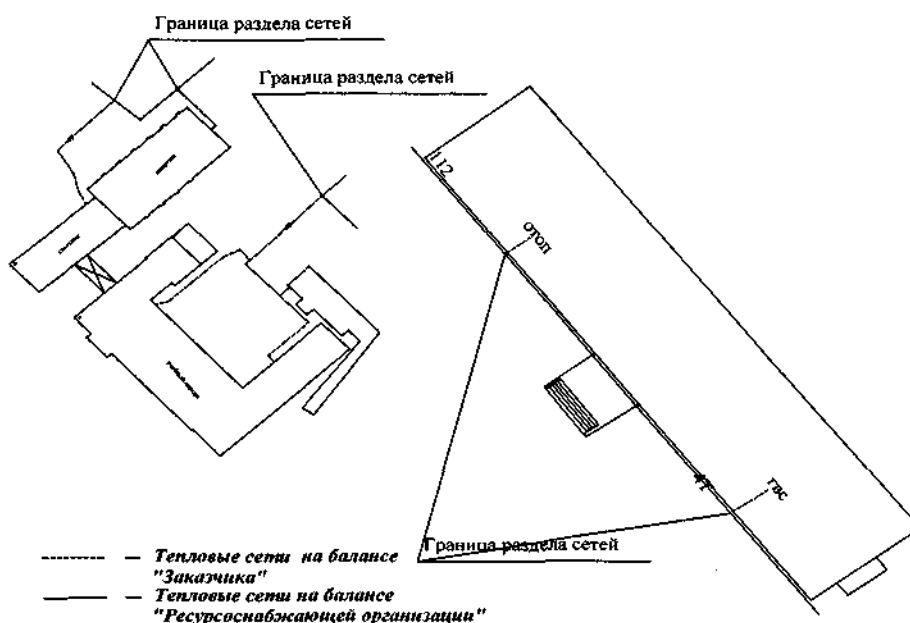 Граница раздела сетей
Граница раздела сетей
112
отоп
гвс
Граница раздела сетей
Тепловые сети на балансе
"Заказчика"
Тепловые сети на балансе
"Ресурсоснабжающей организации"